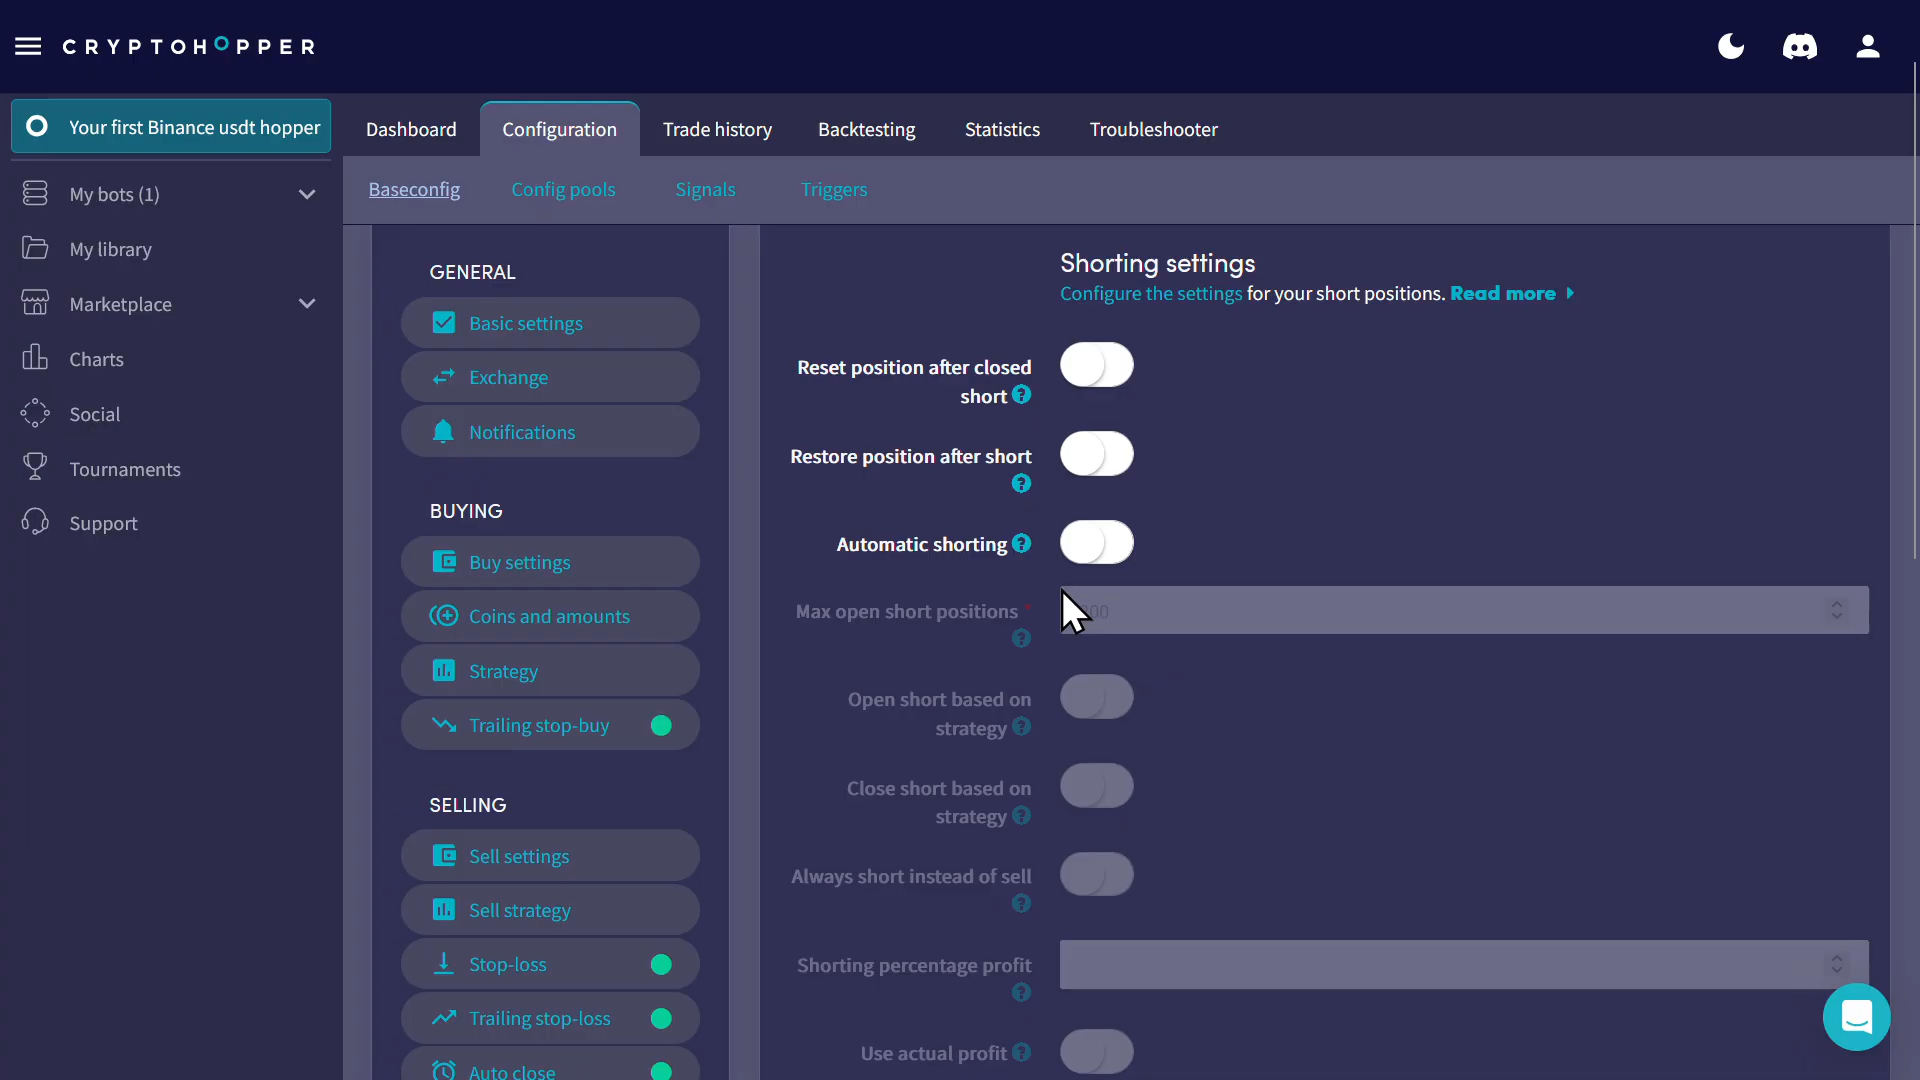 CRYPTOHOPPER
Your first Binance usdt hopper
Dashboard
Configuration
Trade history
Backtesting
Statistics
Troubleshooter
My bots (1)
My library
Marketplace
Charts
Social
Tournaments
Support
Baseconfig
Config pools
Signals
Triggers
GENERAL
Basic settings
Exchange
Notifications
BUYING
Buy settings
Coins and amounts
Strategy
Trailing stop-buy
SELLING
Sell settings
Sell strategy
Stop-loss
Trailing stop-loss
Auto close
Shorting settings
Configure the settings for your short positions. Read more
Reset position after closed
short ?
Restore position after short
?
Automatic shorting ?
Max open short positions *
?
Open short based on
strategy ?
Close short based on
strategy ?
Always short instead of sell
?
Shorting percentage profit
?
Use actual profit ?